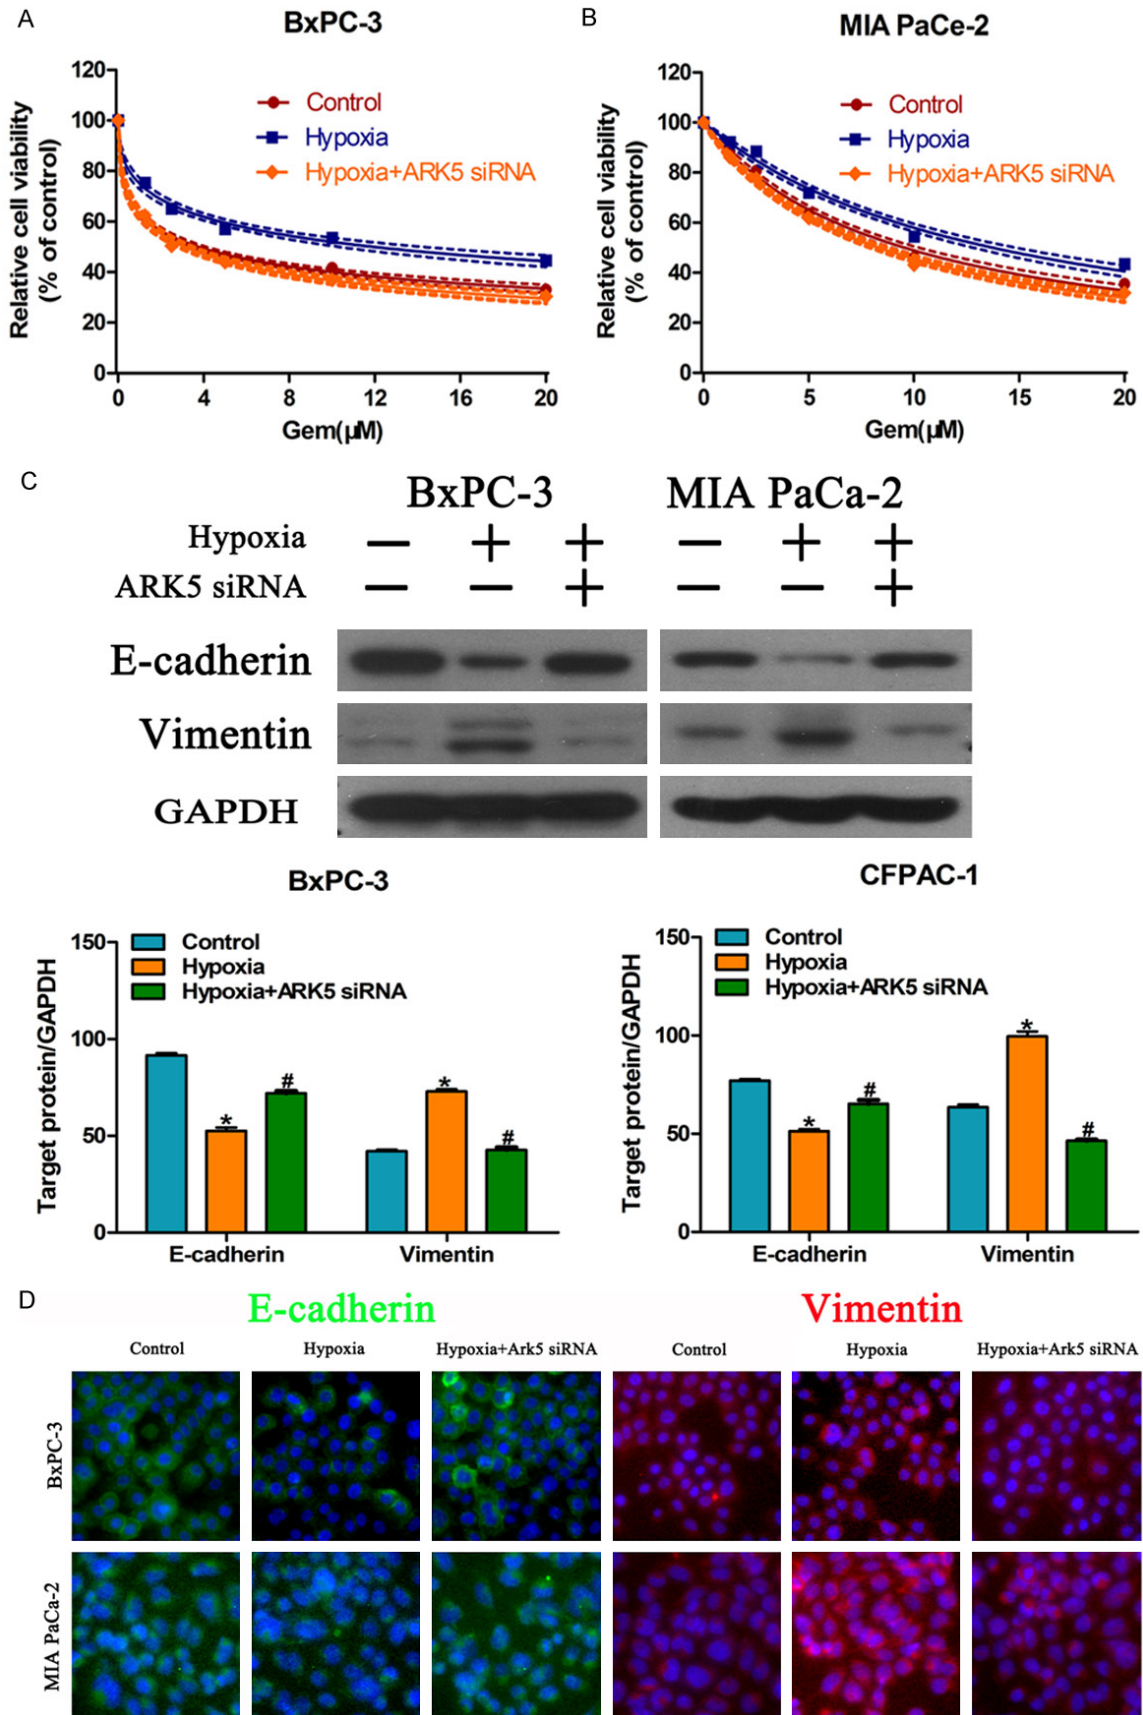 A
BxPC-3
120
100
80
60
40
20
0
Relative cell viability
(% of control)
Control
Hypoxia
Hypoxia+ARK5 siRNA
0 4 8 12 16 20
Gem(µM)
B
MIA PaCe-2
120
100
80
60
40
20
0
Relative cell viability
(% of control)
Control
Hypoxia
Hypoxia+ARK5 siRNA
0 5 10 15 20
Gem(µM)
C
BxPC-3 MIA PaCa-2
Hypoxia — + + — + +
ARK5 siRNA — — + — — +
E-cadherin
Vimentin
GAPDH
BxPC-3
150
100
50
0
Target protein/GAPDH
Control
Hypoxia
Hypoxia+ARK5 siRNA
* # * #
E-cadherin Vimentin
CFPAC-1
150
100
50
0
Target protein/GAPDH
Control
Hypoxia
Hypoxia+ARK5 siRNA
* # * #
E-cadherin Vimentin
D
E-cadherin Vimentin
Control Hypoxia Hypoxia+Ark5 siRNA Control Hypoxia Hypoxia+Ark5 siRNA
BxPC-3
MIA PaCa-2